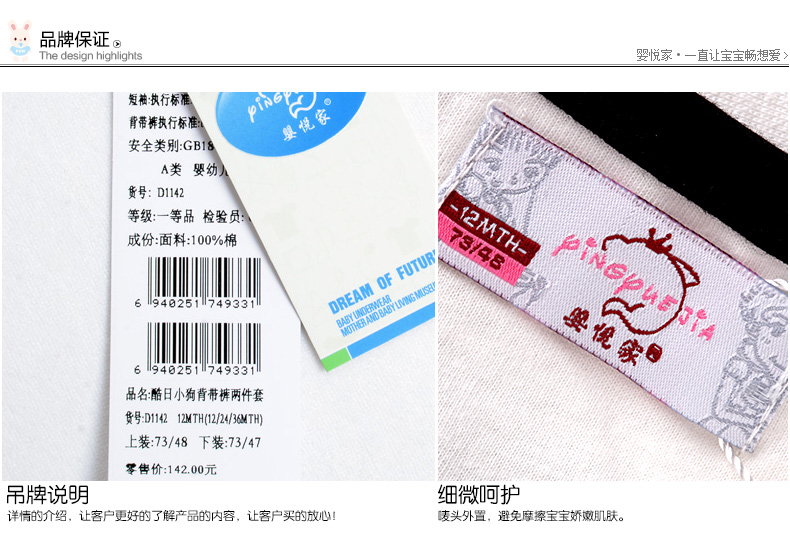 品牌保证
The design highlights
婴悦家·一直让宝宝畅想爱
短袖:执行标准
背带裤执行标准:
安全类别:GB18
A类 婴幼儿
货号: D1142
等级:一等品 检验员:
成份:面料:100%棉
6 940251 749331
6 940251 749331
品名:酷日小狗背带裤两件套
货号:D1142 12MTH(12/24/36MTH)
上装:73/48 下装:73/47
零售价:142.00元
PINGPUE
婴悦家
DREAM OF FUTUR
BABY UNDERWEAR
MOTHER AND BABY LIVING MUSEU
-12MTH-
73/48
PINGPUEJIA
婴悦家
吊牌说明
详情的介绍，让客户更好的了解产品的内容，让客户买的放心!
细微呵护
唛头外置，避免摩擦宝宝娇嫩肌肤。